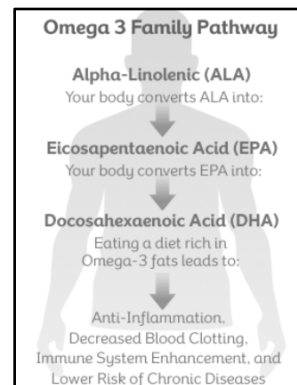 Omega 3 Family Pathway
Alpha-Linolenic (ALA)
Your body converts ALA into:
Eicosapentaenoic Acid (EPA)
Your body converts EPA into:
Docosahexaenoic Acid (DHA)
Eating a diet rich in
Omega-3 fats leads to:
Anti-Inflammation,
Decreased Blood Clotting,
Immune System Enhancement, and
Lower Risk of Chronic Diseases